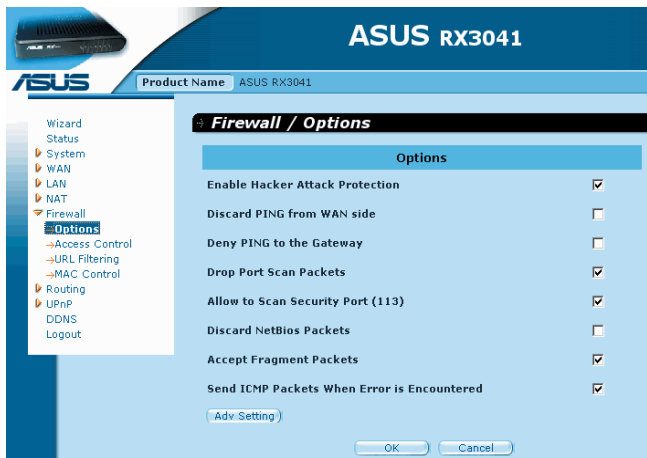 ASUS RX3041
ASUS
Product Name ASUS RX3041
Wizard
Status
System
WAN
LAN
NAT
Firewall
→Options
→Access Control
→URL Filtering
→MAC Control
Routing
UPnP
DDNS
Logout
Firewall / Options
Options
Enable Hacker Attack Protection
Discard PING from WAN side
Deny PING to the Gateway
Drop Port Scan Packets
Allow to Scan Security Port (113)
Discard NetBios Packets
Accept Fragment Packets
Send ICMP Packets When Error is Encountered
Adv Setting
OK Cancel